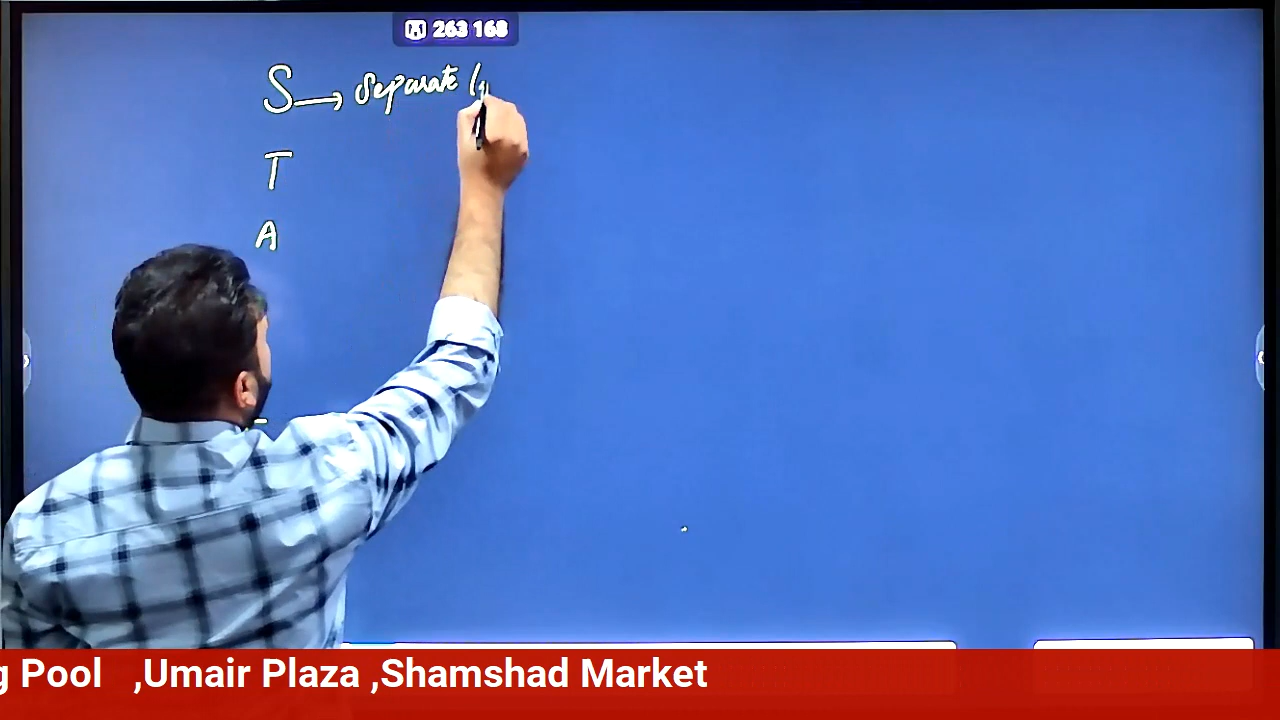 263 168
S → separate
T
A
g Pool ,Umair Plaza ,Shamshad Market